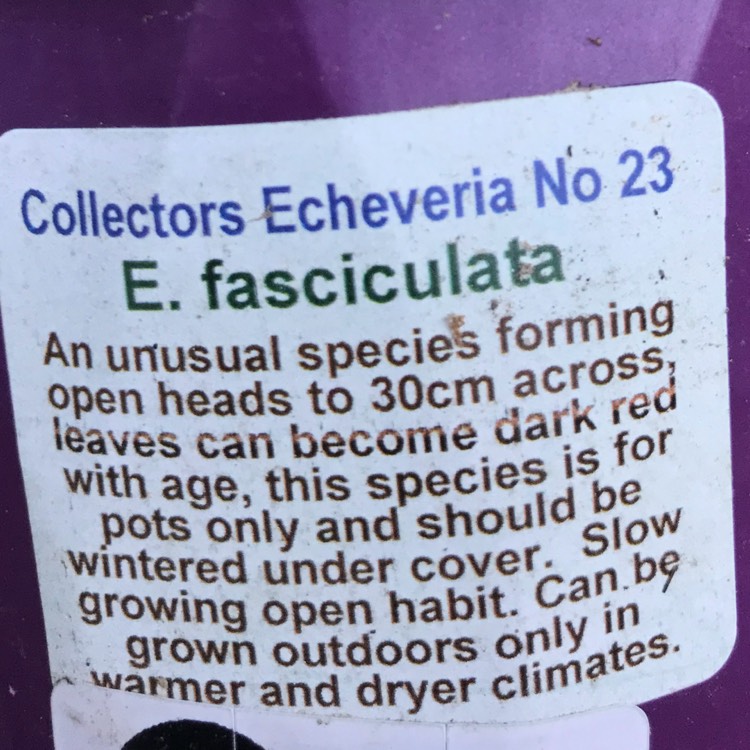 Collectors Echeveria No 23
E. fasciculata
An unusual species forming
open heads to 30cm across,
leaves can become dark red
with age, this species is for
pots only and should be
wintered under cover. Slow
growing open habit. Can be
grown outdoors only in
warmer and dryer climates.